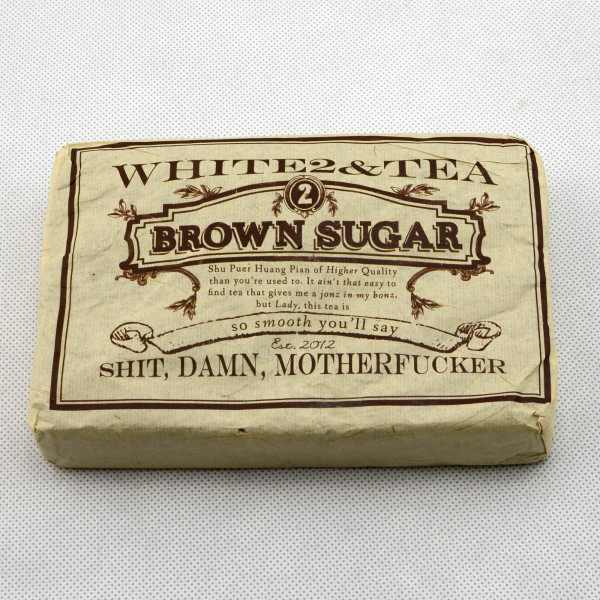 WHITE2&TEA
2
BROWN SUGAR
Shu Puer Huang Pian of Higher Quality
than you're used to. It ain't that easy to
find tea that gives me a jonz in my bonz,
but Lady, this tea is
so smooth you'll say
Est. 2012
SHIT, DAMN, MOTHERFUCKER